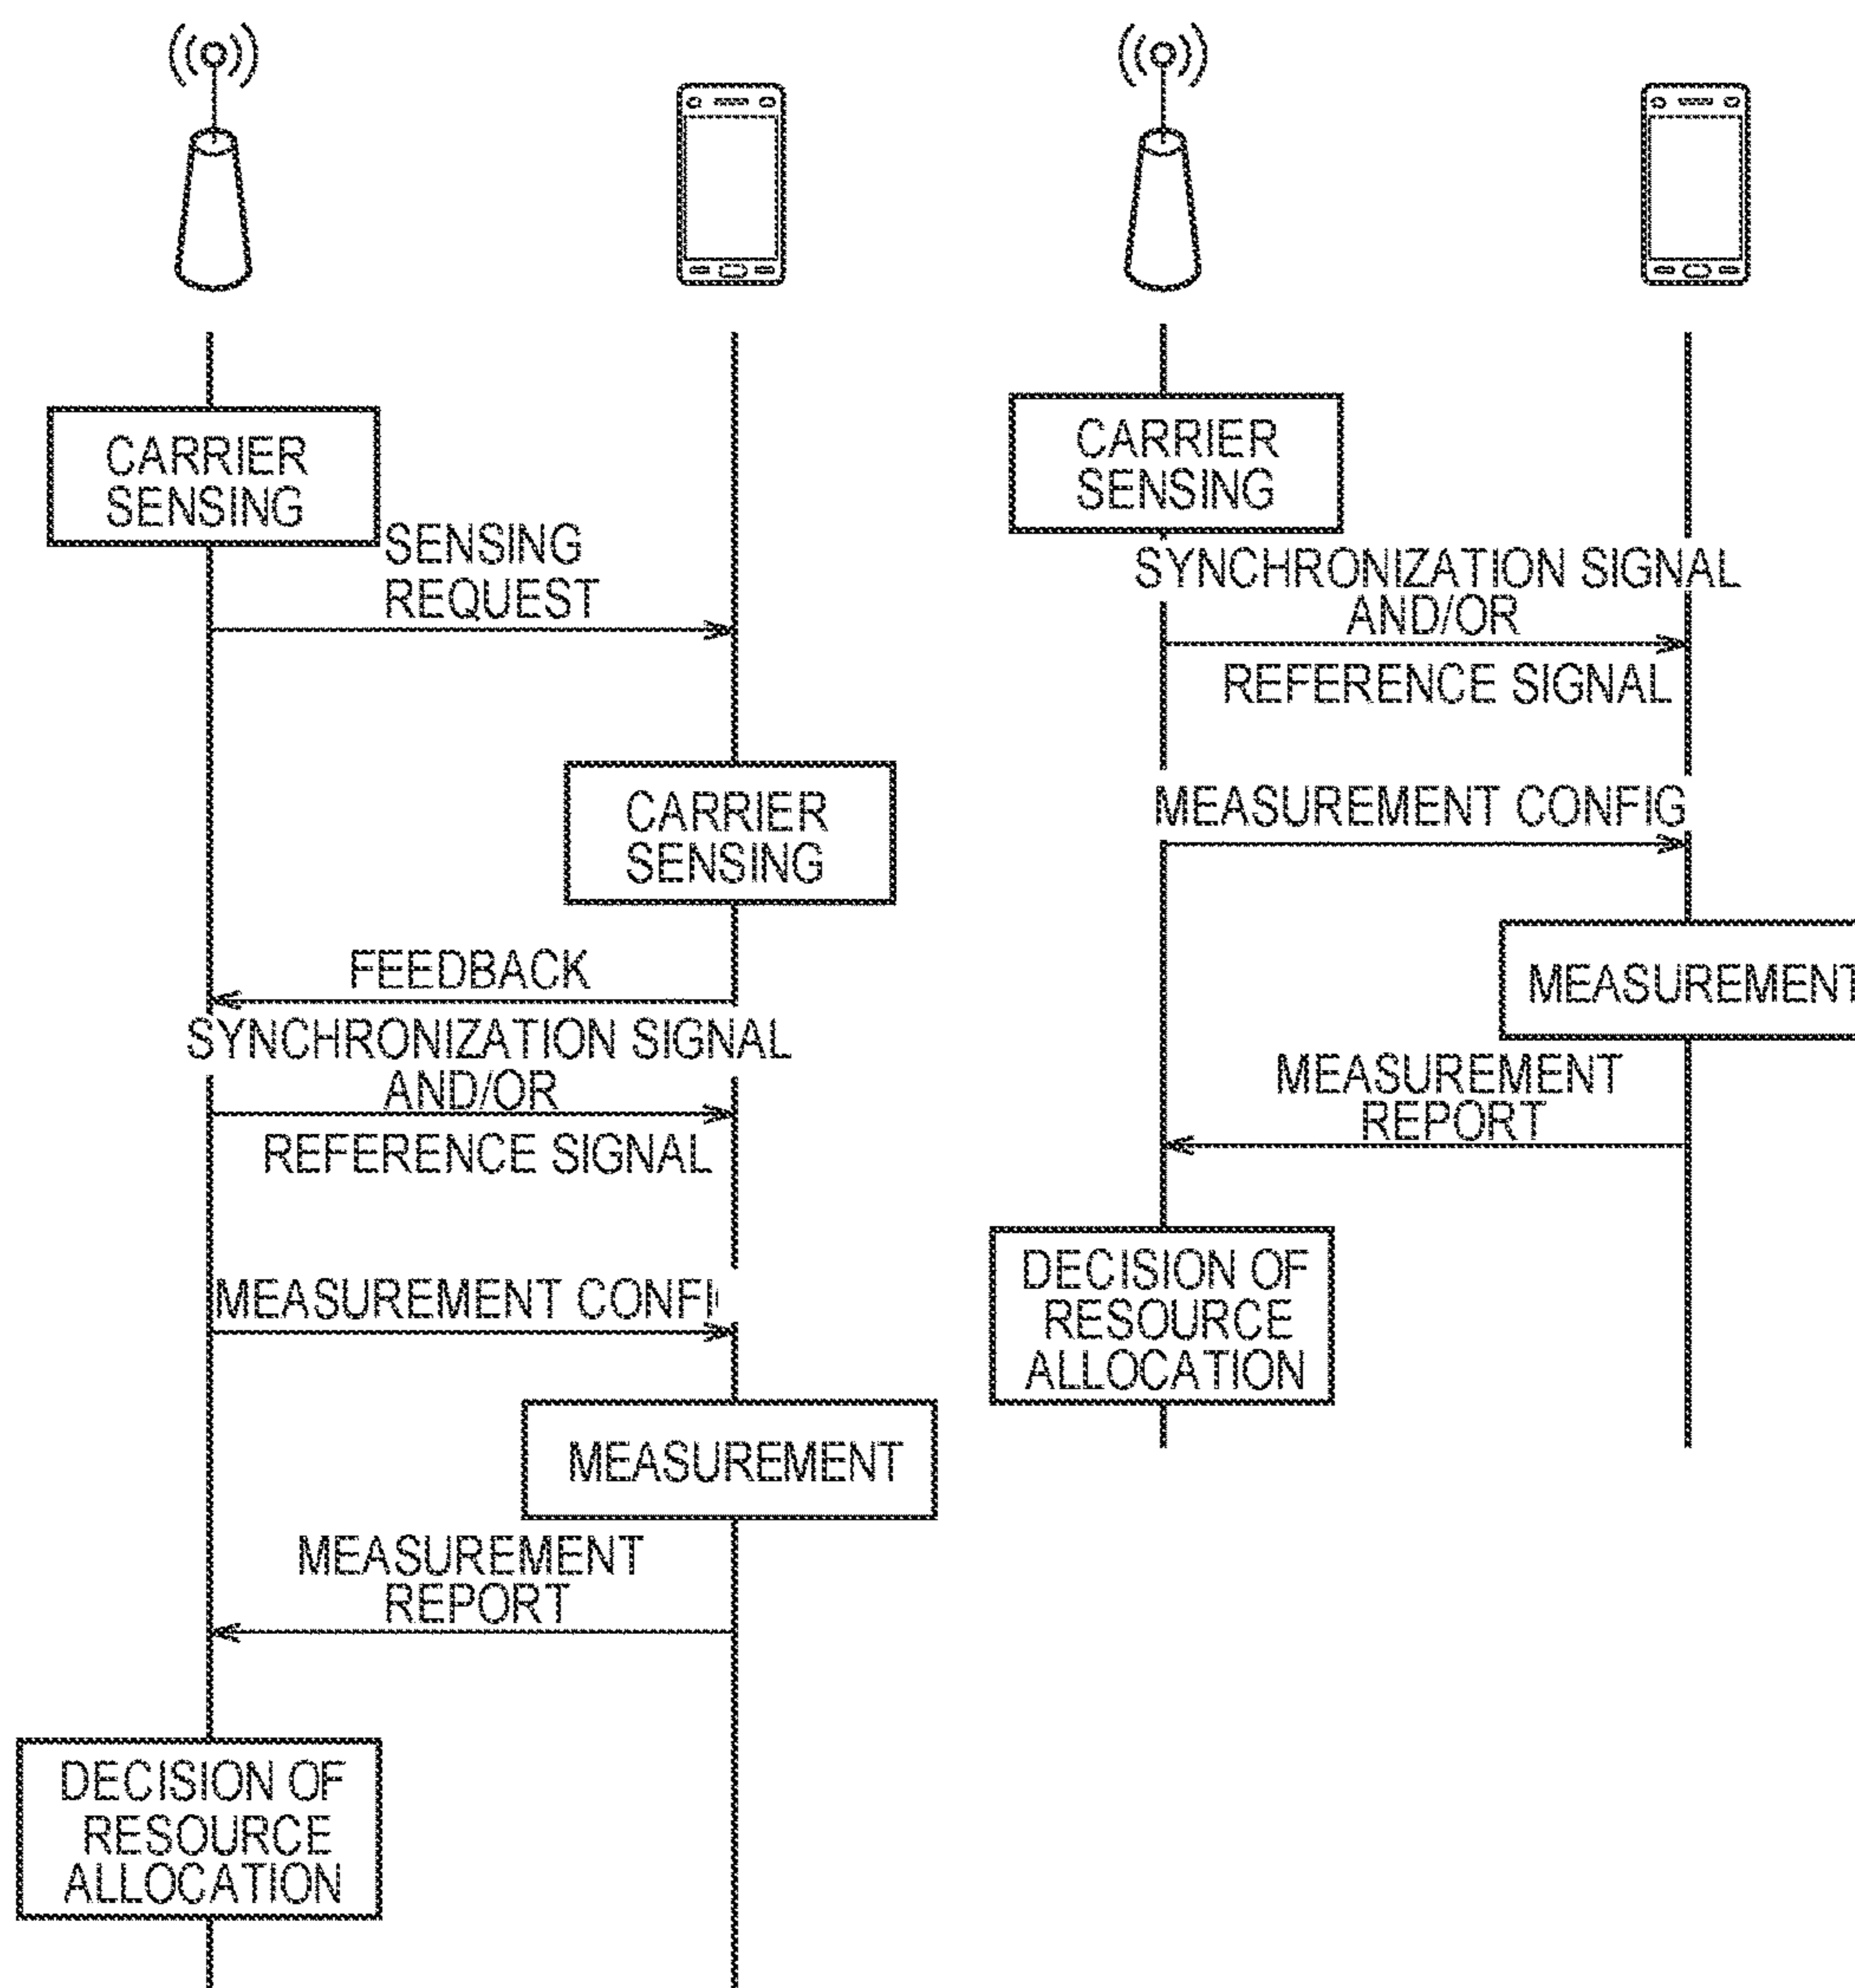 CARRIER
SENSING
SENSING
REQUEST
CARRIER
SENSING
FEEDBACK
SYNCHRONIZATION SIGNAL
AND/OR
REFERENCE SIGNAL
MEASUREMENT CONFI
MEASUREMENT
MEASUREMENT
REPORT
DECISION OF
RESOURCE
ALLOCATION
CARRIER
SENSING
SYNCHRONIZATION SIGNAL
AND/OR
REFERENCE SIGNAL
MEASUREMENT CONFIG
MEASUREMENT
MEASUREMENT
REPORT
DECISION OF
RESOURCE
ALLOCATION